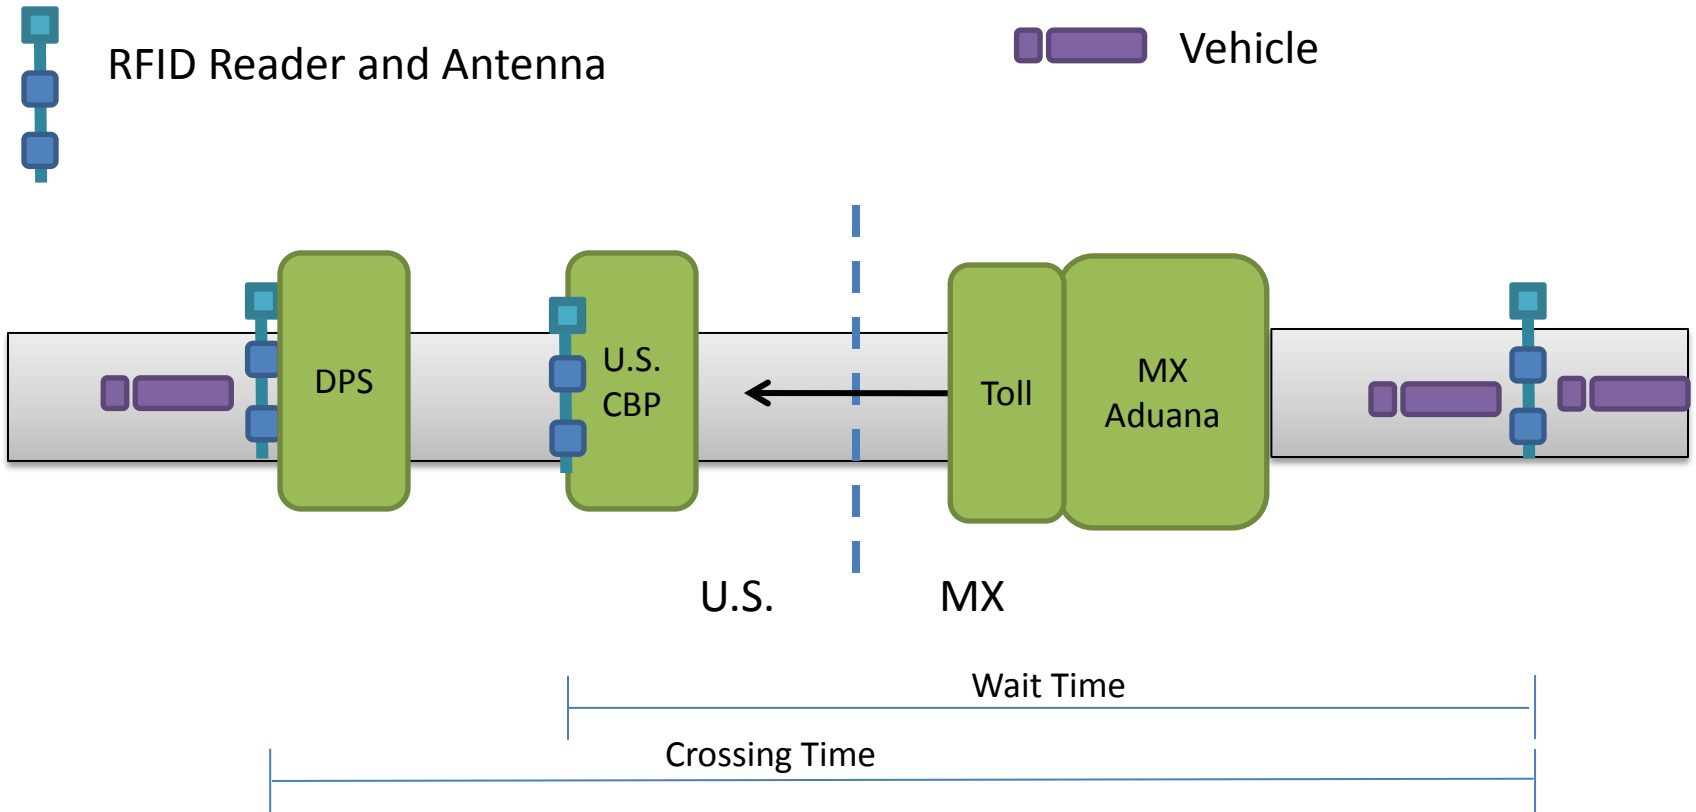 RFID Reader and Antenna
Vehicle
DPS
U.S.
CBP
Toll
MX
Aduana
U.S.
MX
Wait Time
Crossing Time